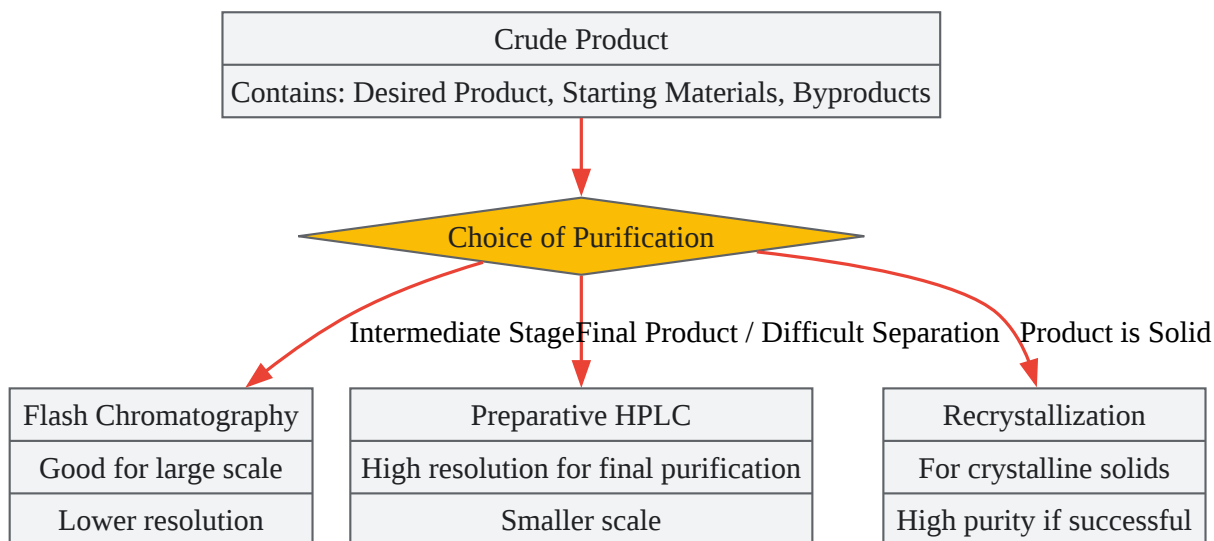 Crude Product
Contains: Desired Product, Starting Materials, Byproducts
Choice of Purification
Intermediate Stage
Final Product / Difficult Separation
Product is Solid
Flash Chromatography
Good for large scale
Lower resolution
Preparative HPLC
High resolution for final purification
Smaller scale
Recrystallization
For crystalline solids
High purity if successful